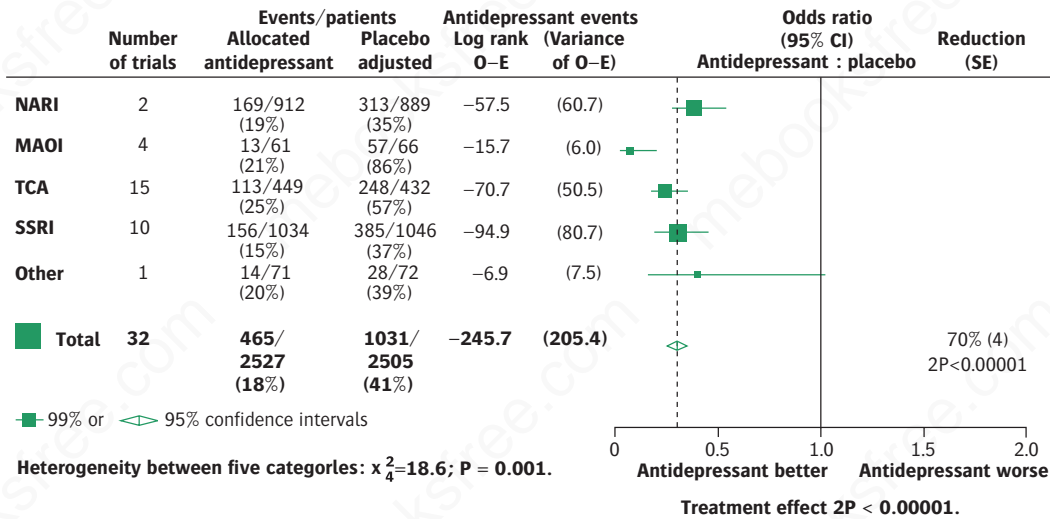 Events/patients Antidepressant events Odds ratio
Number Allocated Placebo Log rank (Variance (95% CI) Reduction
of trials antidepressant adjusted O−E of O−E) Antidepressant : placebo (SE)
NARI 2 169/912 313/889 −57.5 (60.7)
(19%) (35%)
MAOI 4 13/61 57/66 −15.7 (6.0)
(21%) (86%)
TCA 15 113/449 248/432 −70.7 (50.5)
(25%) (57%)
SSRI 10 156/1034 385/1046 −94.9 (80.7)
(15%) (37%)
Other 1 14/71 28/72 −6.9 (7.5)
(20%) (39%)
Total 32 465/ 1031/ −245.7 (205.4) 70% (4)
2527 2505 2P<0.00001
(18%) (41%)
99% or 95% confidence intervals
0 0.5 1.0 1.5 2.0
Heterogeneity between five categorles: x 2/4=18.6; P = 0.001. Antidepressant better Antidepressant worse
Treatment effect 2P < 0.00001.